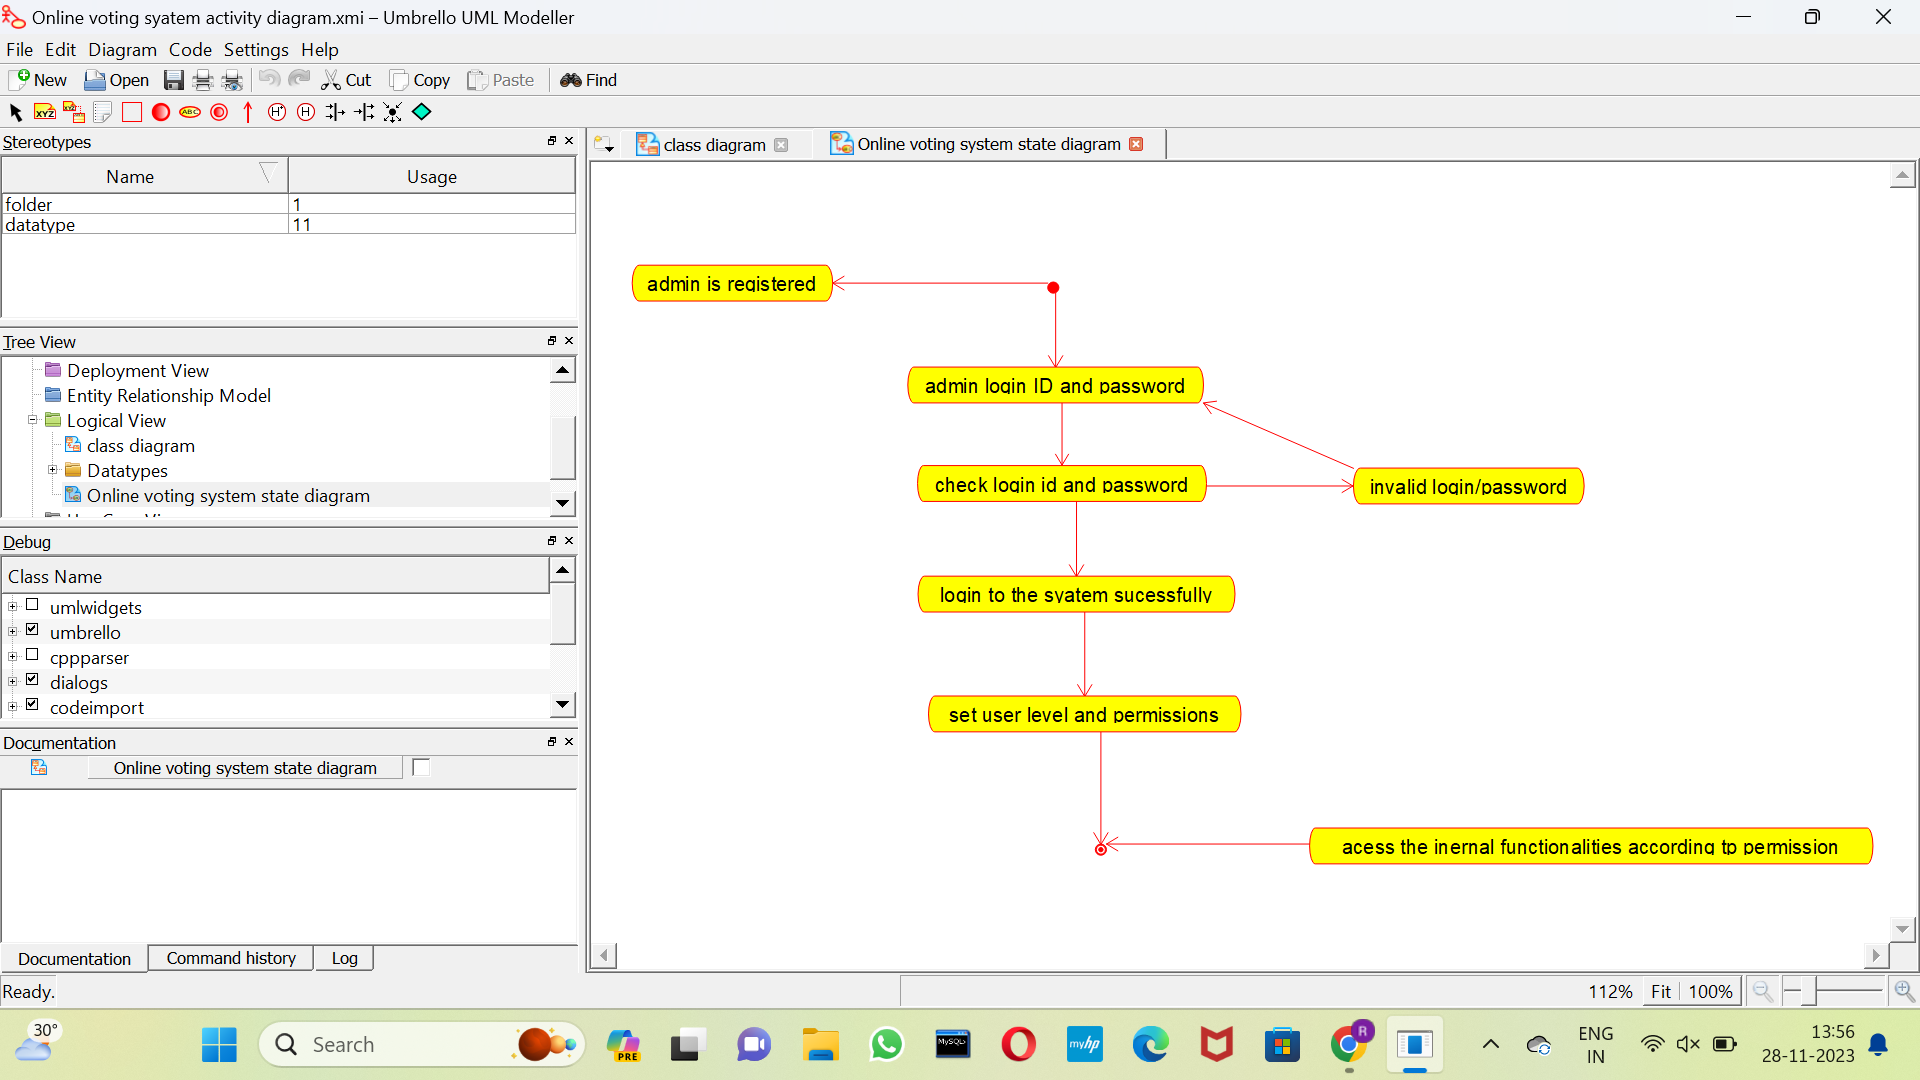 Online voting syatem activity diagram.xmi – Umbrello UML Modeller
File Edit Diagram Code Settings Help
New Open Cut Copy Paste Find
XYZ XYZ ABC H* H
Stereotypes
Name Usage
folder 1
datatype 11
Tree View
Deployment View
Entity Relationship Model
Logical View
class diagram
Datatypes
Online voting system state diagram
Debug
Class Name
umlwidgets
umbrello
cppparser
dialogs
codeimport
Documentation
Online voting system state diagram
Documentation Command history Log
class diagram Online voting system state diagram
admin is registered
admin login ID and password
check login id and password
invalid login/password
login to the syatem sucessfully
set user level and permissions
acess the inernal functionalities according tp permission
Ready.
112% Fit 100%
30°
Search
PRE
MySQL>
myhp
R
ENG
IN
13:56
28-11-2023